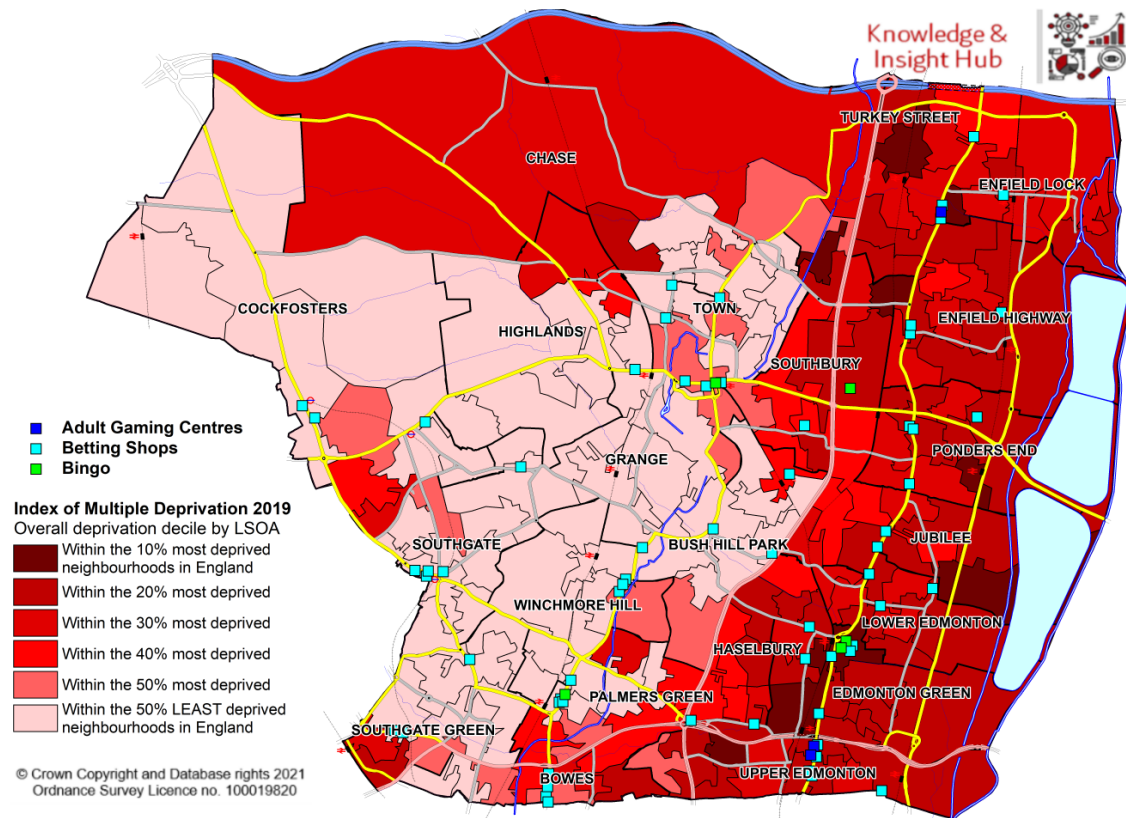 Knowledge &
Insight Hub
TURKEY STREET
CHASE
ENFIELD LOCK
COCKFOSTERS
TOWN
HIGHLANDS
ENFIELD HIGHWAY
SOUTHBURY
Adult Gaming Centres
Betting Shops
Bingo
GRANGE
PONDERS END
Index of Multiple Deprivation 2019
Overall deprivation decile by LSOA
Within the 10% most deprived
neighbourhoods in England
Within the 20% most deprived
Within the 30% most deprived
Within the 40% most deprived
Within the 50% most deprived
Within the 50% LEAST deprived
neighbourhoods in England
SOUTHGATE
BUSH HILL PARK
JUBILEE
WINCHMORE HILL
LOWER EDMONTON
HASELBURY
PALMERS GREEN
EDMONTON GREEN
SOUTHGATE GREEN
BOWES
UPPER EDMONTON
© Crown Copyright and Database rights 2021
Ordnance Survey Licence no. 100019820